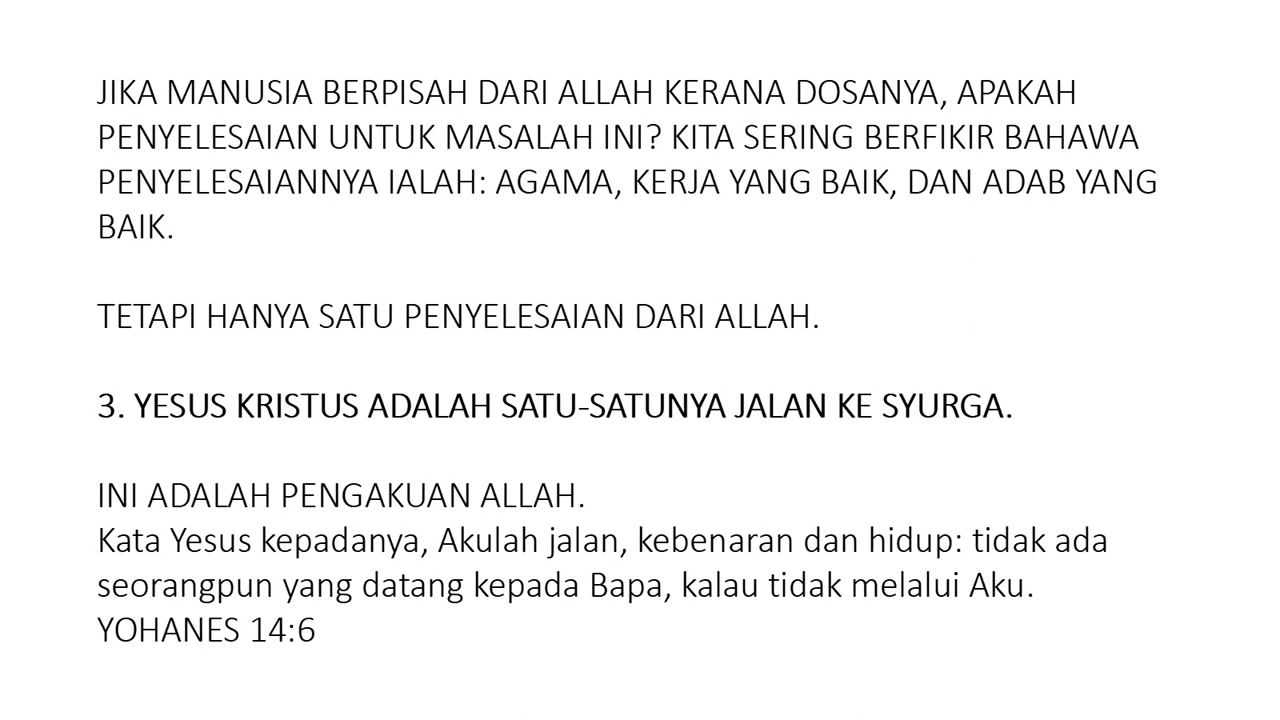 JIKA MANUSIA BERPISAH DARI ALLAH KERANA DOSANYA, APAKAH
PENYELESAIAN UNTUK MASALAH INI? KITA SERING BERFIKIR BAHAWA
PENYELESAIANNYA IALAH: AGAMA, KERJA YANG BAIK, DAN ADAB YANG
BAIK.
TETAPI HANYA SATU PENYELESAIAN DARI ALLAH.
3. YESUS KRISTUS ADALAH SATU-SATUNYA JALAN KE SYURGA.
INI ADALAH PENGAKUAN ALLAH.
Kata Yesus kepadanya, Akulah jalan, kebenaran dan hidup: tidak ada
seorangpun yang datang kepada Bapa, kalau tidak melalui Aku.
YOHANES 14:6